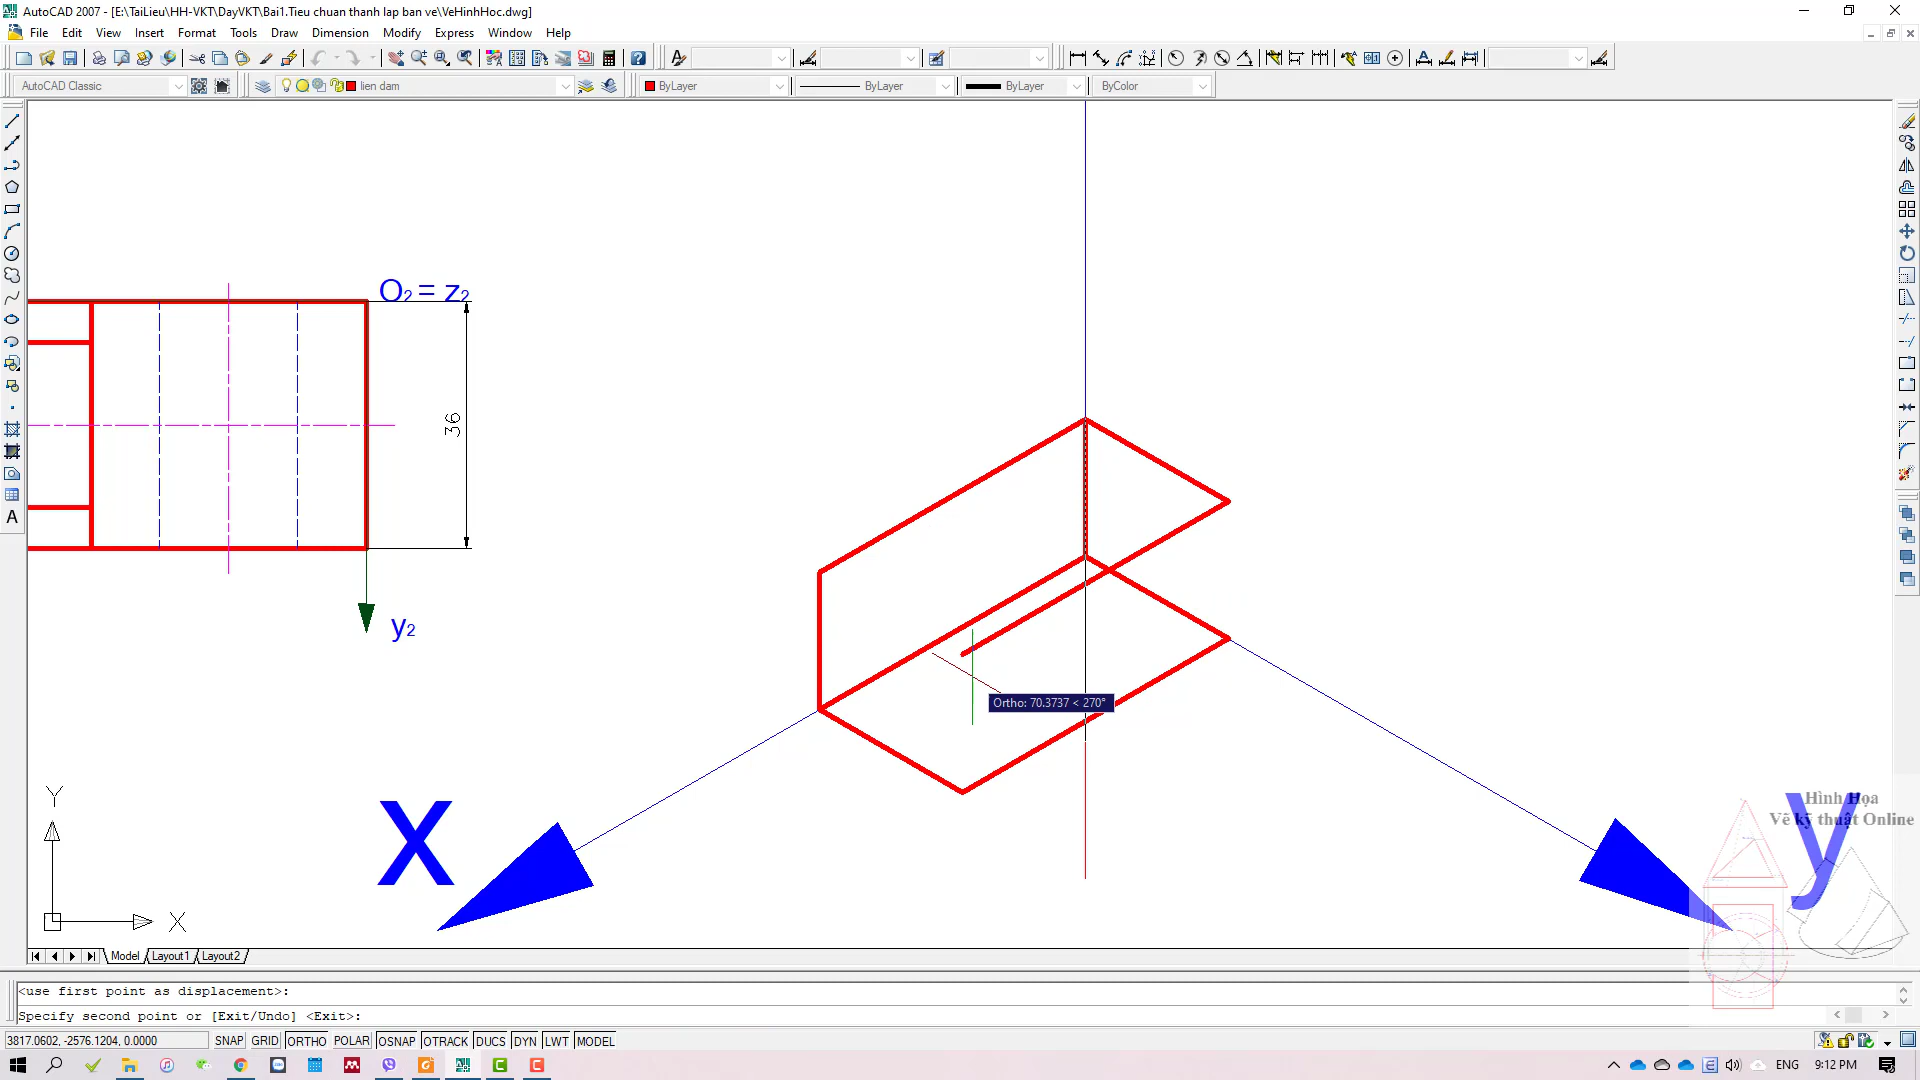 AutoCAD 2007 - [E:\TaiLieu\HH-VKT\DayVKT\Bai1.Tieu chuan thanh lap ban ve\VeHinhHoc.dwg]
File Edit View Insert Format Tools Draw Dimension Modify Express Window Help
AutoCAD Classic lien dam ByLayer ByLayer ByLayer ByColor
O2 = z2
36
y2
Ortho: 70.3737 < 270°
X
y
Hình Họa
Vẽ kỹ thuật Online
Y
X
Model Layout1 Layout2
<use first point as displacement>:
Specify second point or [Exit/Undo] <Exit>:
3817.0602, -2576.1204, 0.0000 SNAP GRID ORTHO POLAR OSNAP OTRACK DUCS DYN LWT MODEL
ENG 9:12 PM